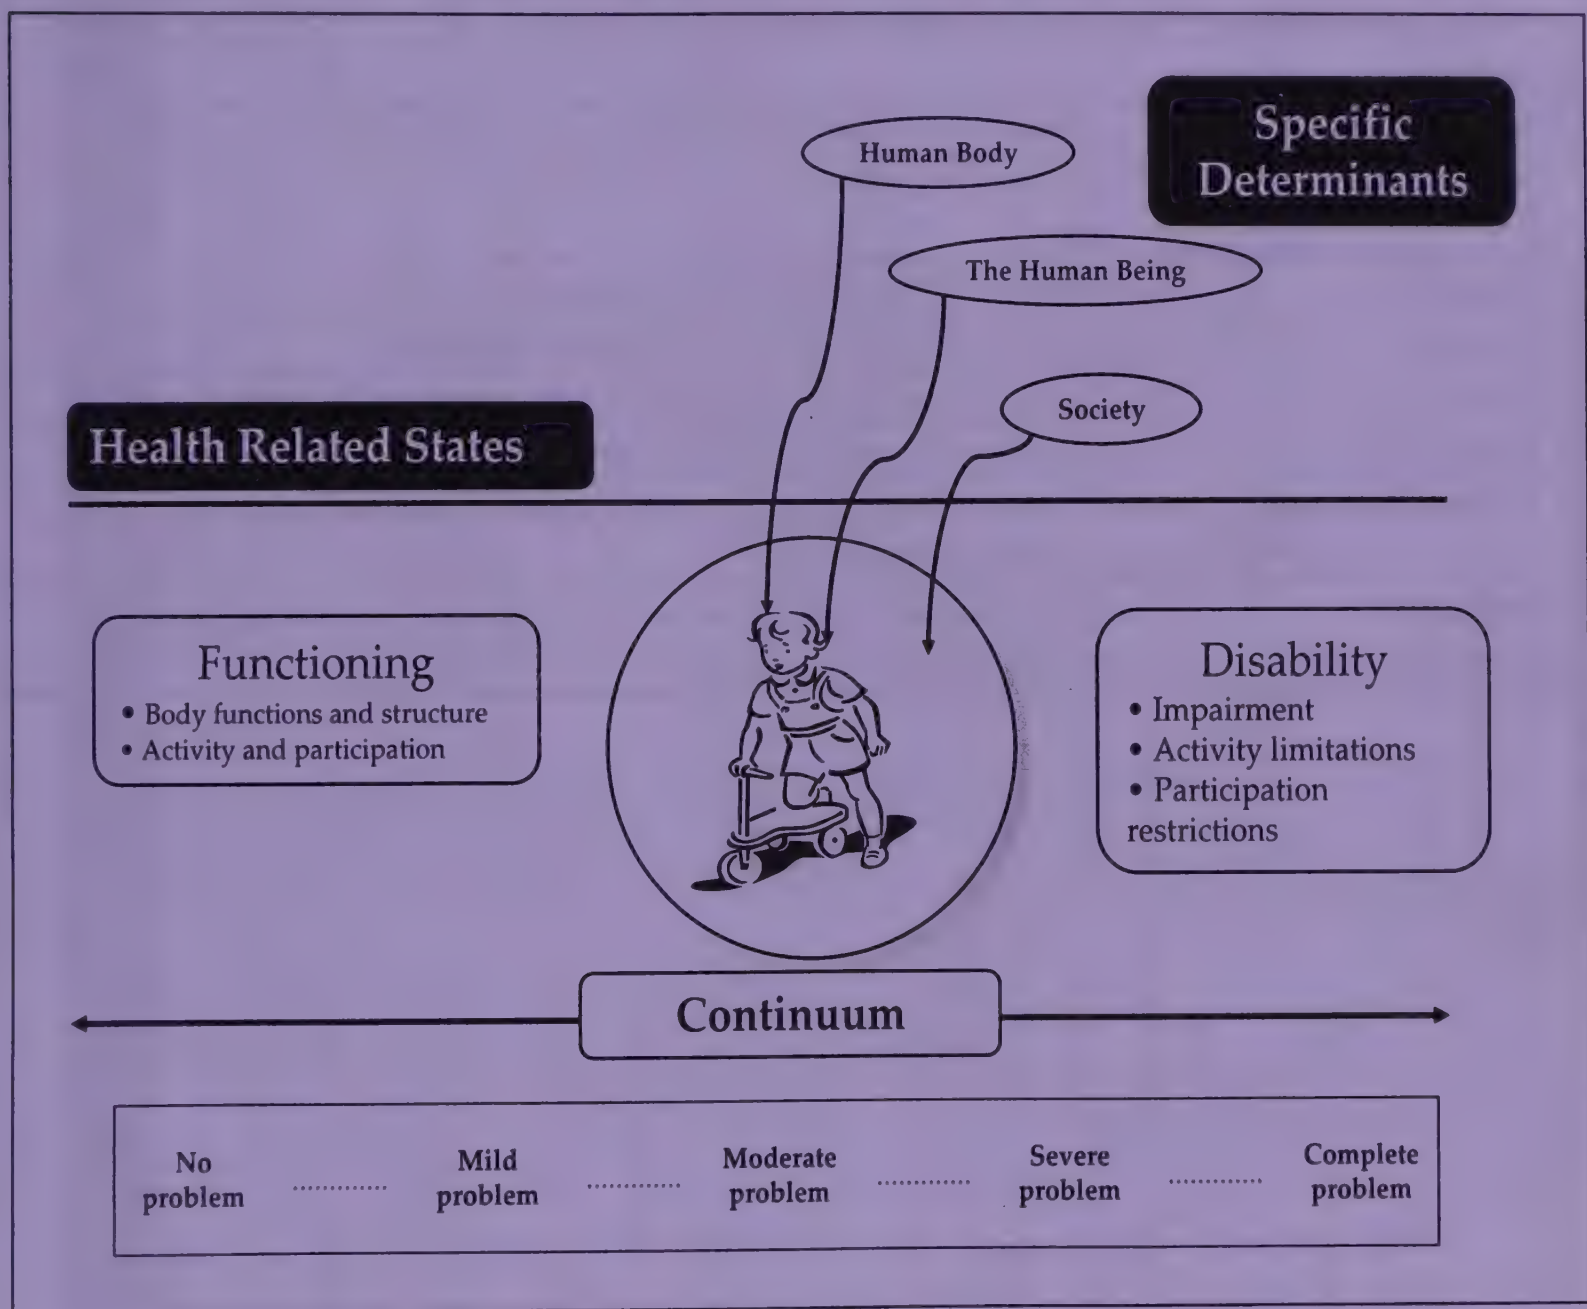 Specific
Determinants
Human Body
The Human Being
Society
Health Related States
Functioning
• Body functions and structure
• Activity and participation
Disability
• Impairment
• Activity limitations
• Participation
restrictions
Continuum
No
problem
Mild
problem
Moderate
problem
Severe
problem
Complete
problem